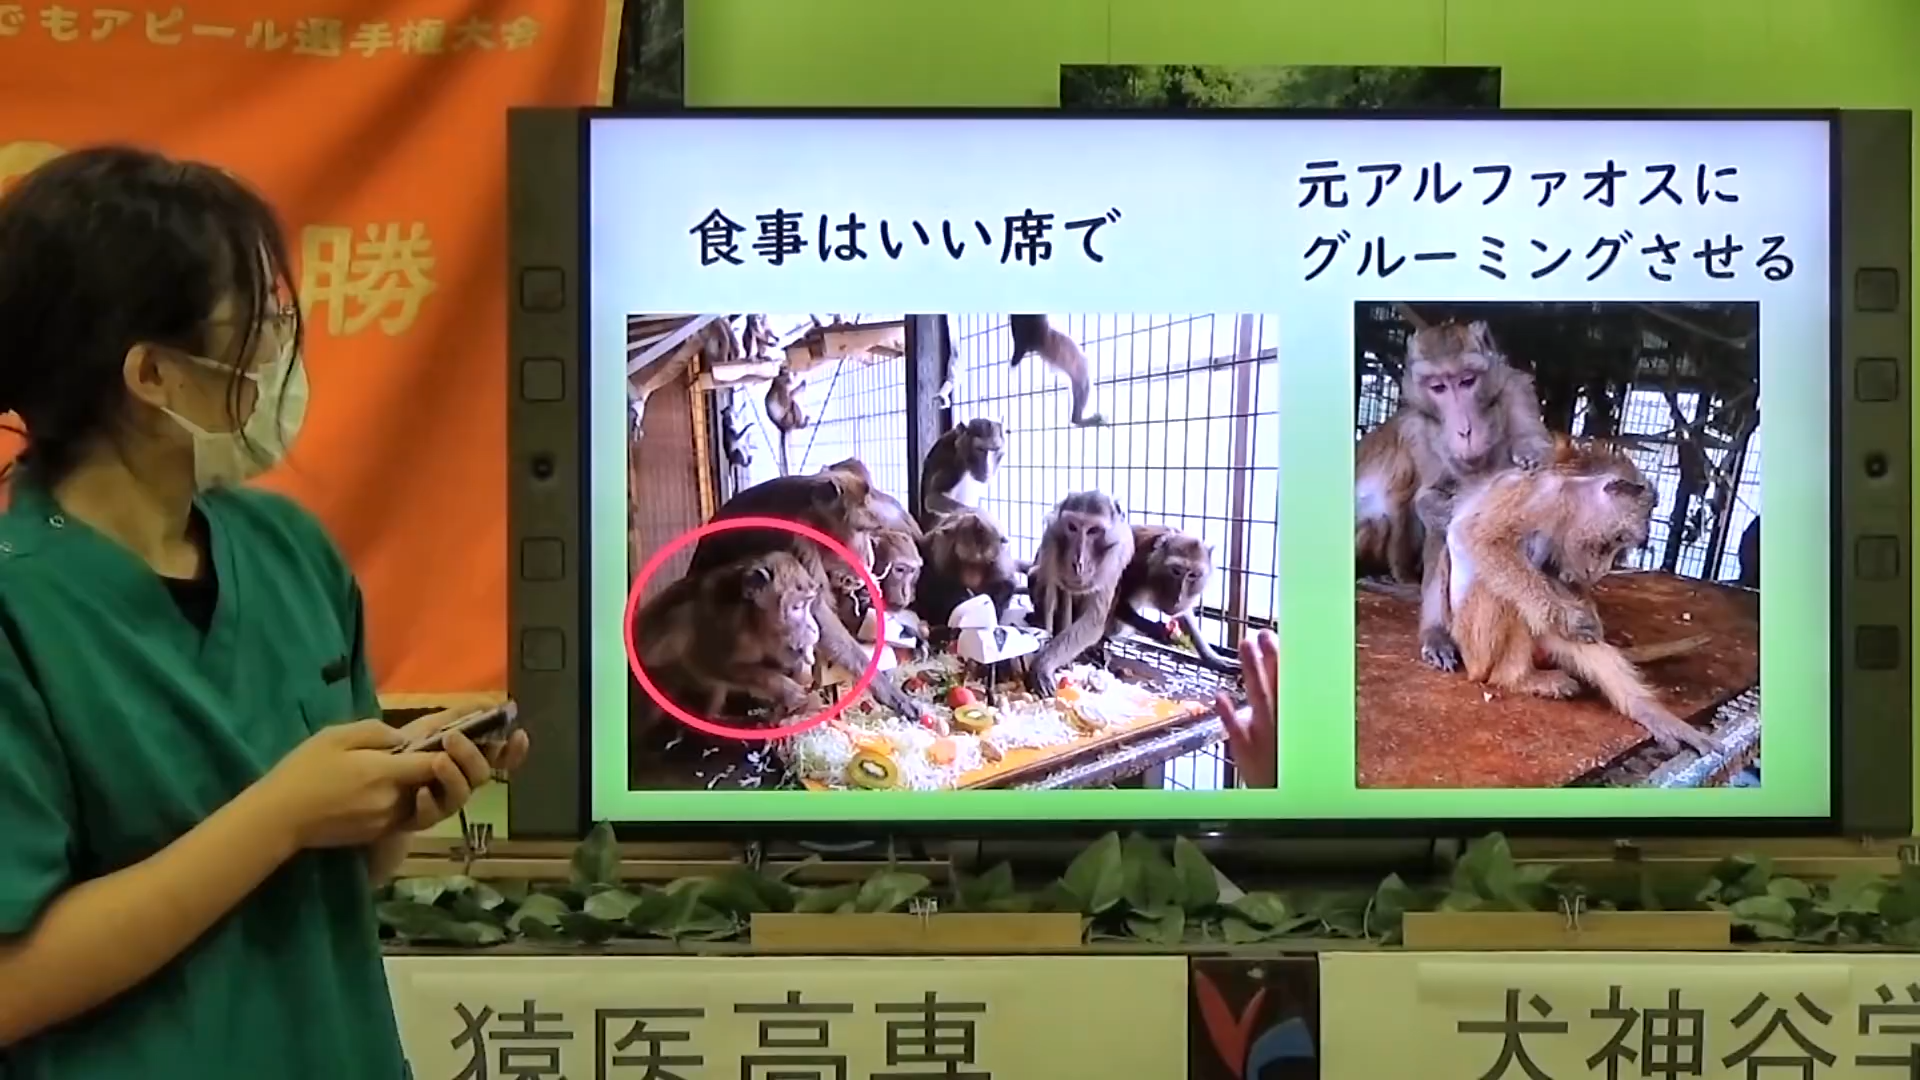 でもアピール選手権大会
勝
食事はいい席で
元アルファオスに
グルーミングさせる
猿医高専
犬神谷学